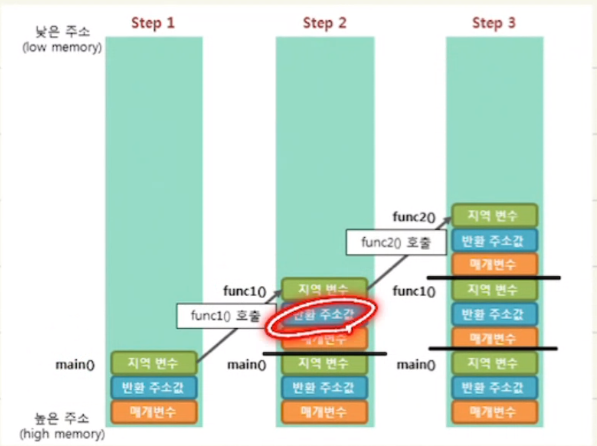 Step 1
Step 2
Step 3
낮은 주소
(low memory)
func2()
지역 변수
func2() 호출
반환 주소값
매개변수
func1()
지역 변수
func1()
지역 변수
func1() 호출
반환 주소값
반환 주소값
매개변수
매개변수
main()
지역 변수
main()
지역 변수
main()
지역 변수
반환 주소값
반환 주소값
반환 주소값
높은 주소
(high memory)
매개변수
매개변수
매개변수